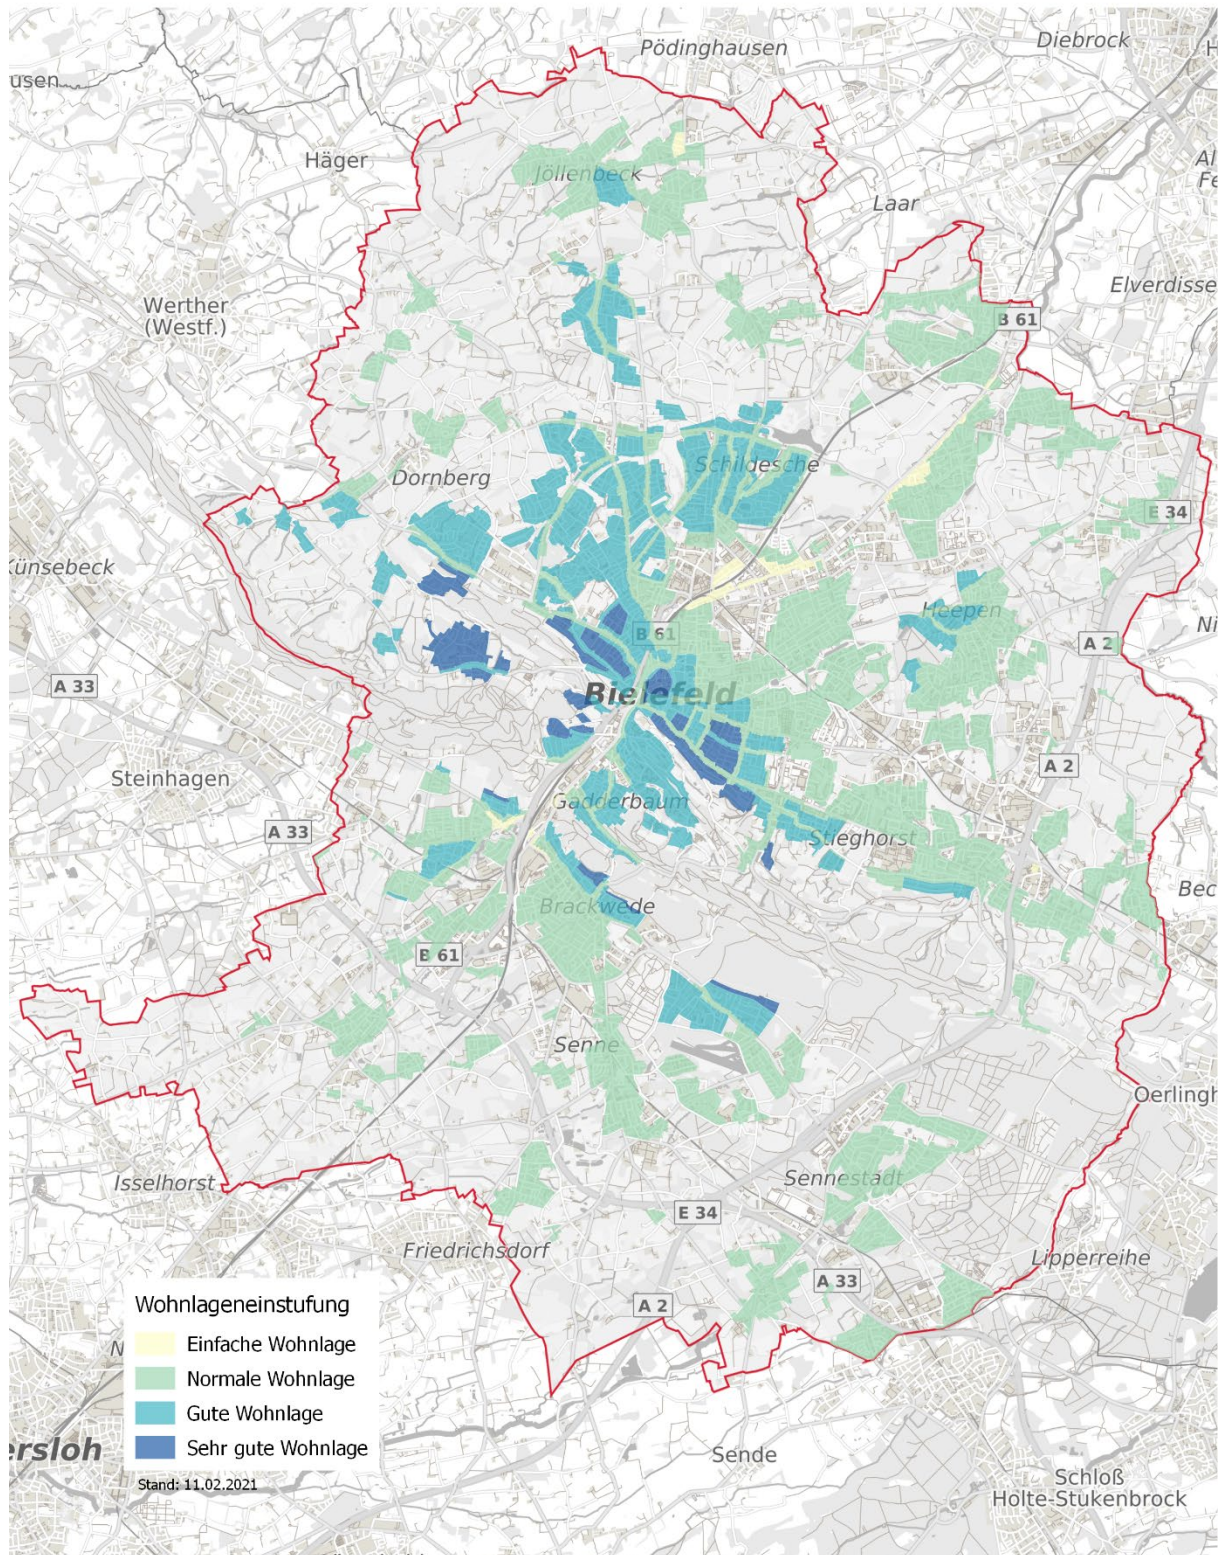 Pödinghausen
Diebrock
Häger
Jöllenbeck
Laar
Werther
(Westf.)
Elverdisse
B 61
Dornberg
Schildesche
E 34
Künsebeck
Heepen
B 61
A 2
A 33
Bielefeld
Steinhagen
A 2
Gadderbaum
A 33
Stieghorst
Bec
Brackwede
B 61
Senne
Oerlingh
Isselhorst
Sennestadt
E 34
Friedrichsdorf
Lipperreihe
A 33
A 2
Wohnlageneinstufung
Einfache Wohnlage
Normale Wohnlage
Gute Wohnlage
Sehr gute Wohnlage
ersloh
Stand: 11.02.2021
Sende
Schloß
Holte-Stukenbrock